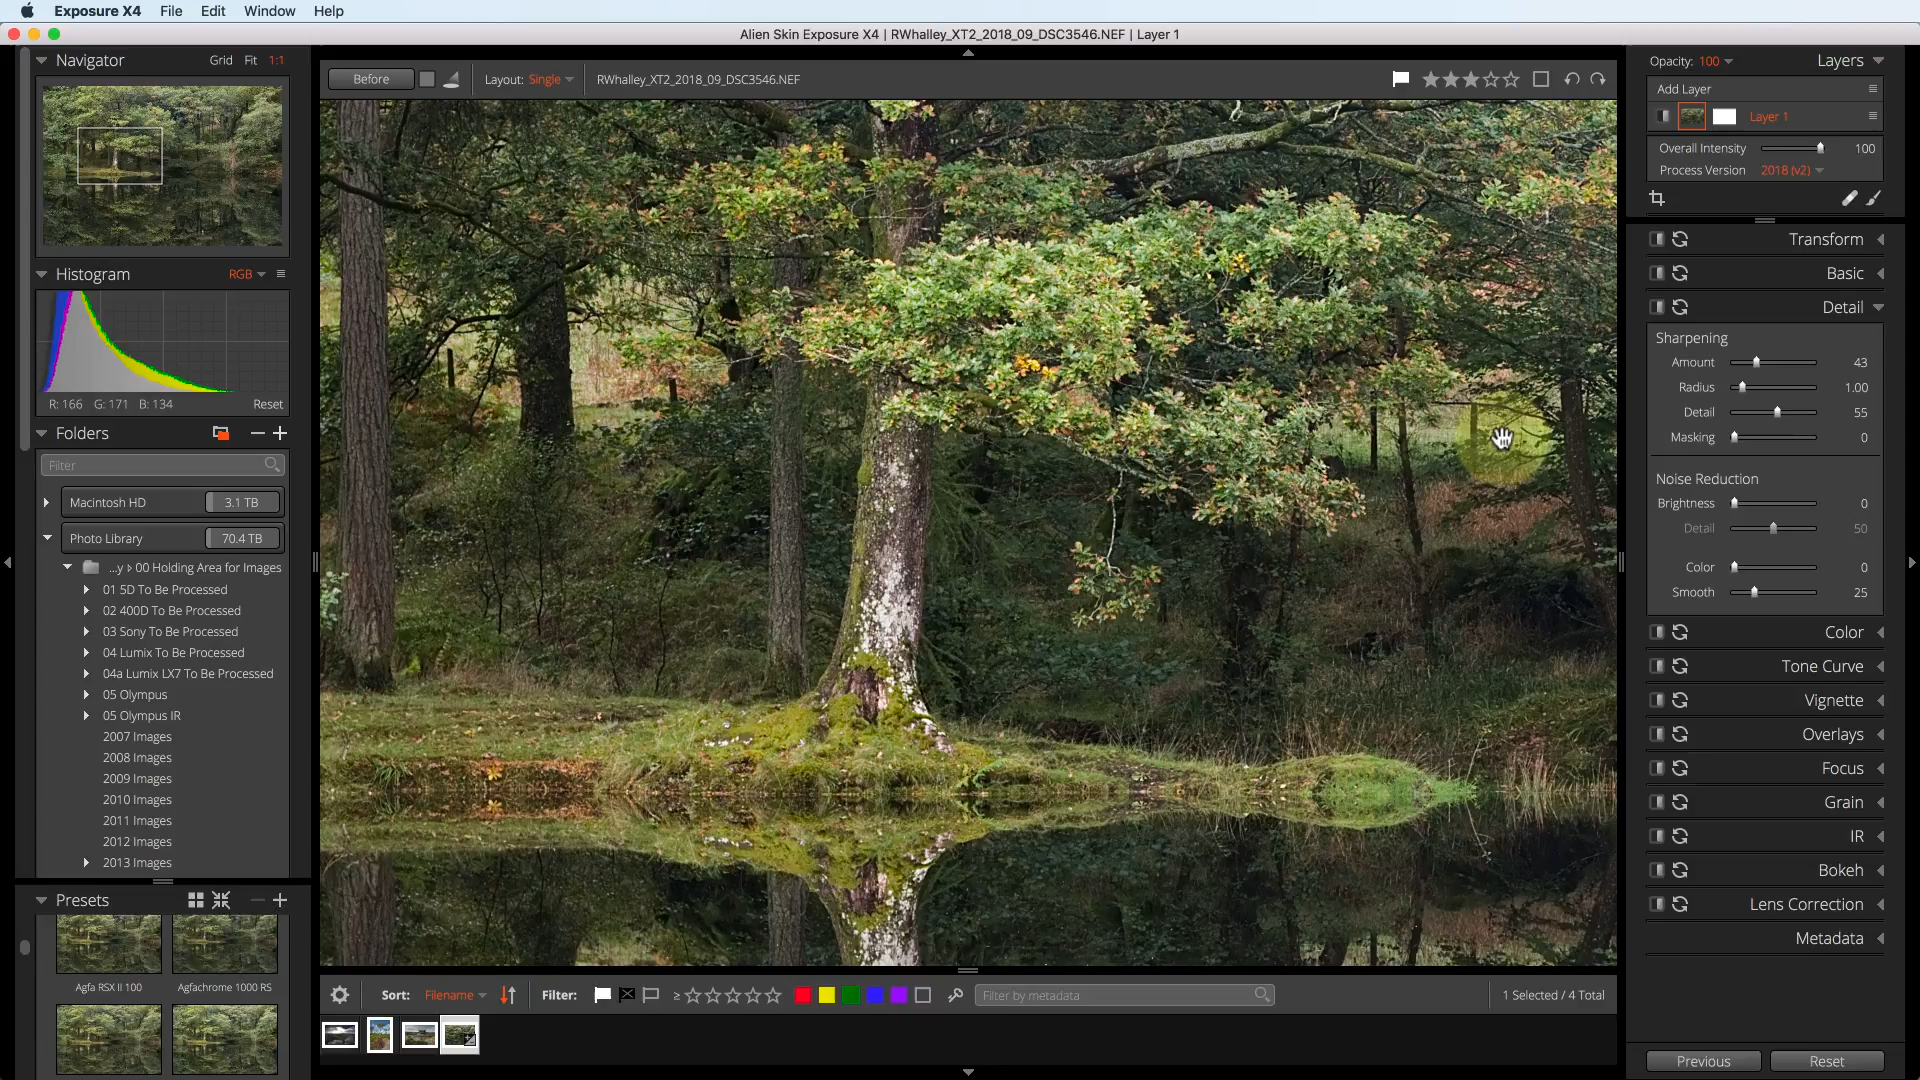 Exposure X4 File Edit Window Help
Alien Skin Exposure X4 | RWhalley_XT2_2018_09_DSC3546.NEF | Layer 1
Navigator Grid Fit 1:1
Histogram RGB
R: 166 G: 171 B: 134 Reset
Folders
Filter
Macintosh HD 3.1 TB
Photo Library 70.4 TB
...y ▹ 00 Holding Area for Images
01 5D To Be Processed
02 400D To Be Processed
03 Sony To Be Processed
04 Lumix To Be Processed
04a Lumix LX7 To Be Processed
05 Olympus
05 Olympus IR
2007 Images
2008 Images
2009 Images
2010 Images
2011 Images
2012 Images
2013 Images
Presets
Agfa RSX II 100 Agfachrome 1000 RS
Before Layout: Single RWhalley_XT2_2018_09_DSC3546.NEF
Sort: Filename Filter: ≥ Filter by metadata 1 Selected / 4 Total
Opacity: 100 Layers
Add Layer
Layer 1
Overall Intensity 100
Process Version 2018 (v2)
Transform
Basic
Detail
Sharpening
Amount 43
Radius 1.00
Detail 55
Masking 0
Noise Reduction
Brightness 0
Detail 50
Color 0
Smooth 25
Color
Tone Curve
Vignette
Overlays
Focus
Grain
IR
Bokeh
Lens Correction
Metadata
Previous Reset